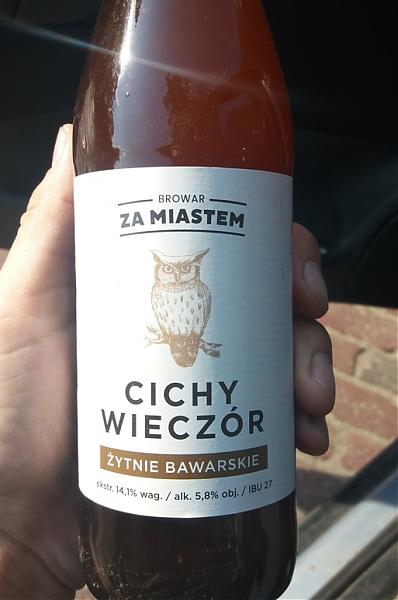 BROWAR
ZA MIASTEM
CICHY
WIECZÓR
ŻYTNIE BAWARSKIE
ekstr. 14,1% wag. / alk. 5,8% obj. / IBU 27